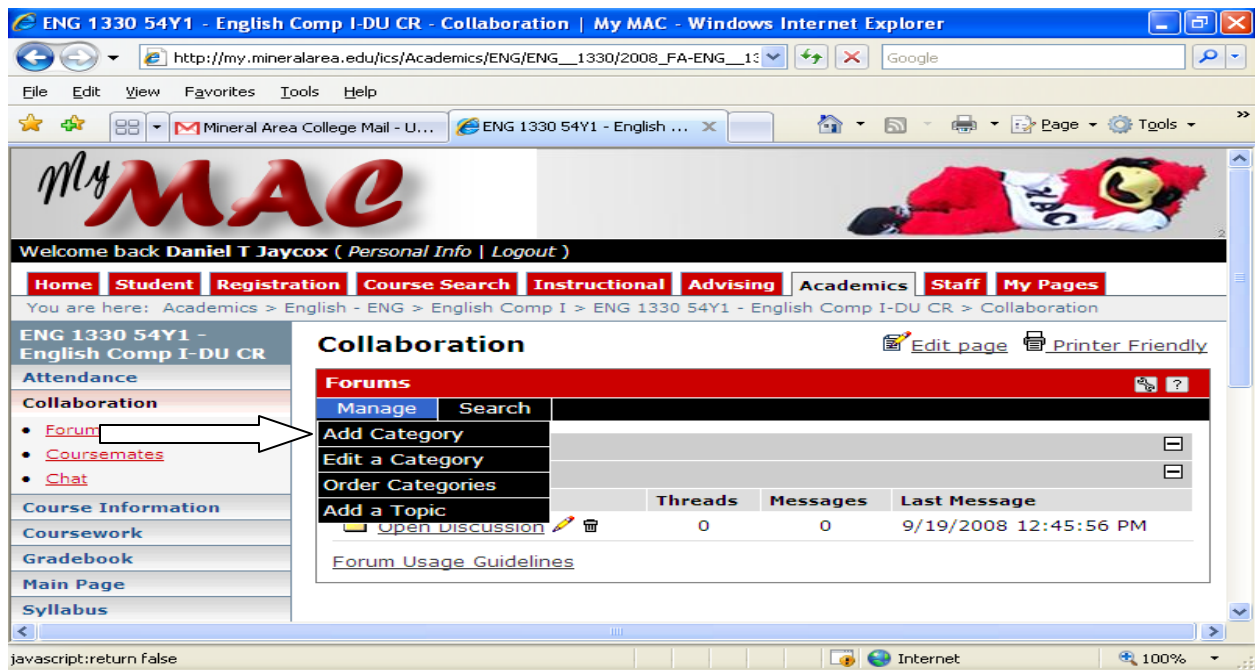 ENG 1330 54Y1 - English Comp I-DU CR - Collaboration | My MAC - Windows Internet Explorer
http://my.mineralarea.edu/ics/Academics/ENG/ENG__1330/2008_FA-ENG__13
Google
File Edit View Favorites Tools Help
Mineral Area College Mail - U... ENG 1330 54Y1 - English ... Page Tools »
My MAC
MAC
2
Welcome back Daniel T Jaycox ( Personal Info | Logout )
Home Student Registration Course Search Instructional Advising Academics Staff My Pages
You are here: Academics > English - ENG > English Comp I > ENG 1330 54Y1 - English Comp I-DU CR > Collaboration
ENG 1330 54Y1 -
English Comp I-DU CR
Attendance
Collaboration
• Forum
• Coursemates
• Chat
Course Information
Coursework
Gradebook
Main Page
Syllabus
Collaboration
Edit page Printer Friendly
Forums ?
Manage Search
Add Category
Edit a Category
Order Categories
Add a Topic
Threads Messages Last Message
Open Discussion 0 0 9/19/2008 12:45:56 PM
Forum Usage Guidelines
javascript:return false Internet 100%